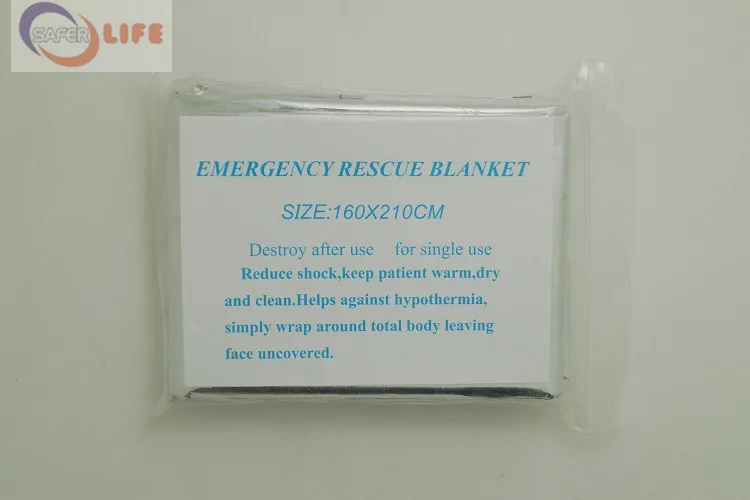 SAFER LIFE
EMERGENCY RESCUE BLANKET
SIZE:160X210CM
Destroy after use for single use
Reduce shock,keep patient warm,dry
and clean.Helps against hypothermia,
simply wrap around total body leaving
face uncovered.